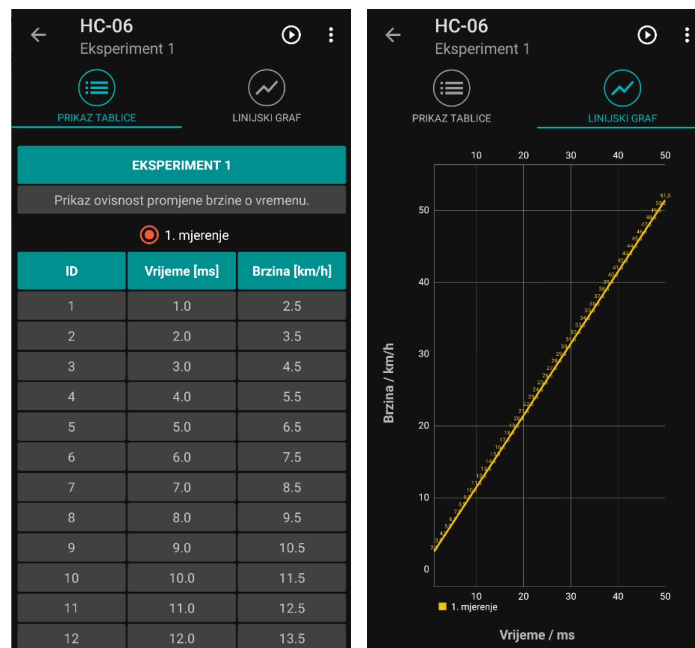 HC-06
Eksperiment 1
PRIKAZ TABLICE
LINIJSKI GRAF
EKSPERIMENT 1
Prikaz ovisnost promjene brzine o vremenu.
1. mjerenje
ID Vrijeme [ms] Brzina [km/h]
1 1.0 2.5
2 2.0 3.5
3 3.0 4.5
4 4.0 5.5
5 5.0 6.5
6 6.0 7.5
7 7.0 8.5
8 8.0 9.5
9 9.0 10.5
10 10.0 11.5
11 11.0 12.5
12 12.0 13.5
HC-06
Eksperiment 1
PRIKAZ TABLICE
LINIJSKI GRAF
10 20 30 40 50
50
40
30
20
10
0
Brzina / km/h
10 20 30 40 50
1. mjerenje
Vrijeme / ms